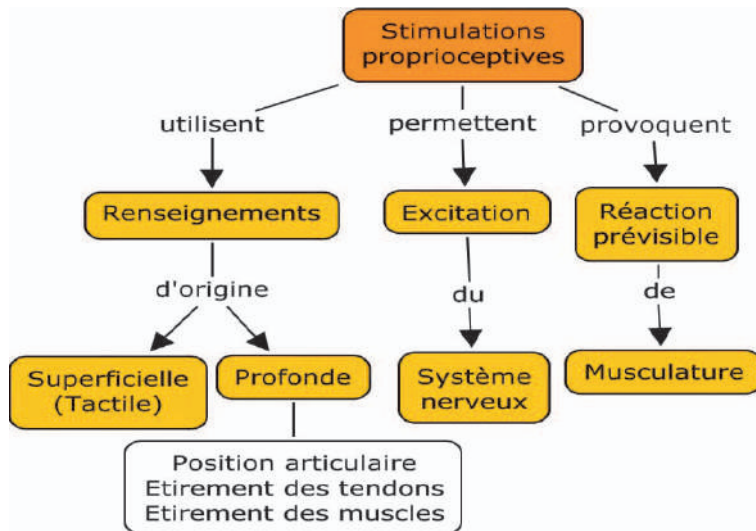 Stimulations
proprioceptives
utilisent
permettent
provoquent
Renseignements
Excitation
Réaction
prévisible
d'origine
du
de
Superficielle
(Tactile)
Profonde
Système
nerveux
Musculature
Position articulaire
Etirement des tendons
Etirement des muscles